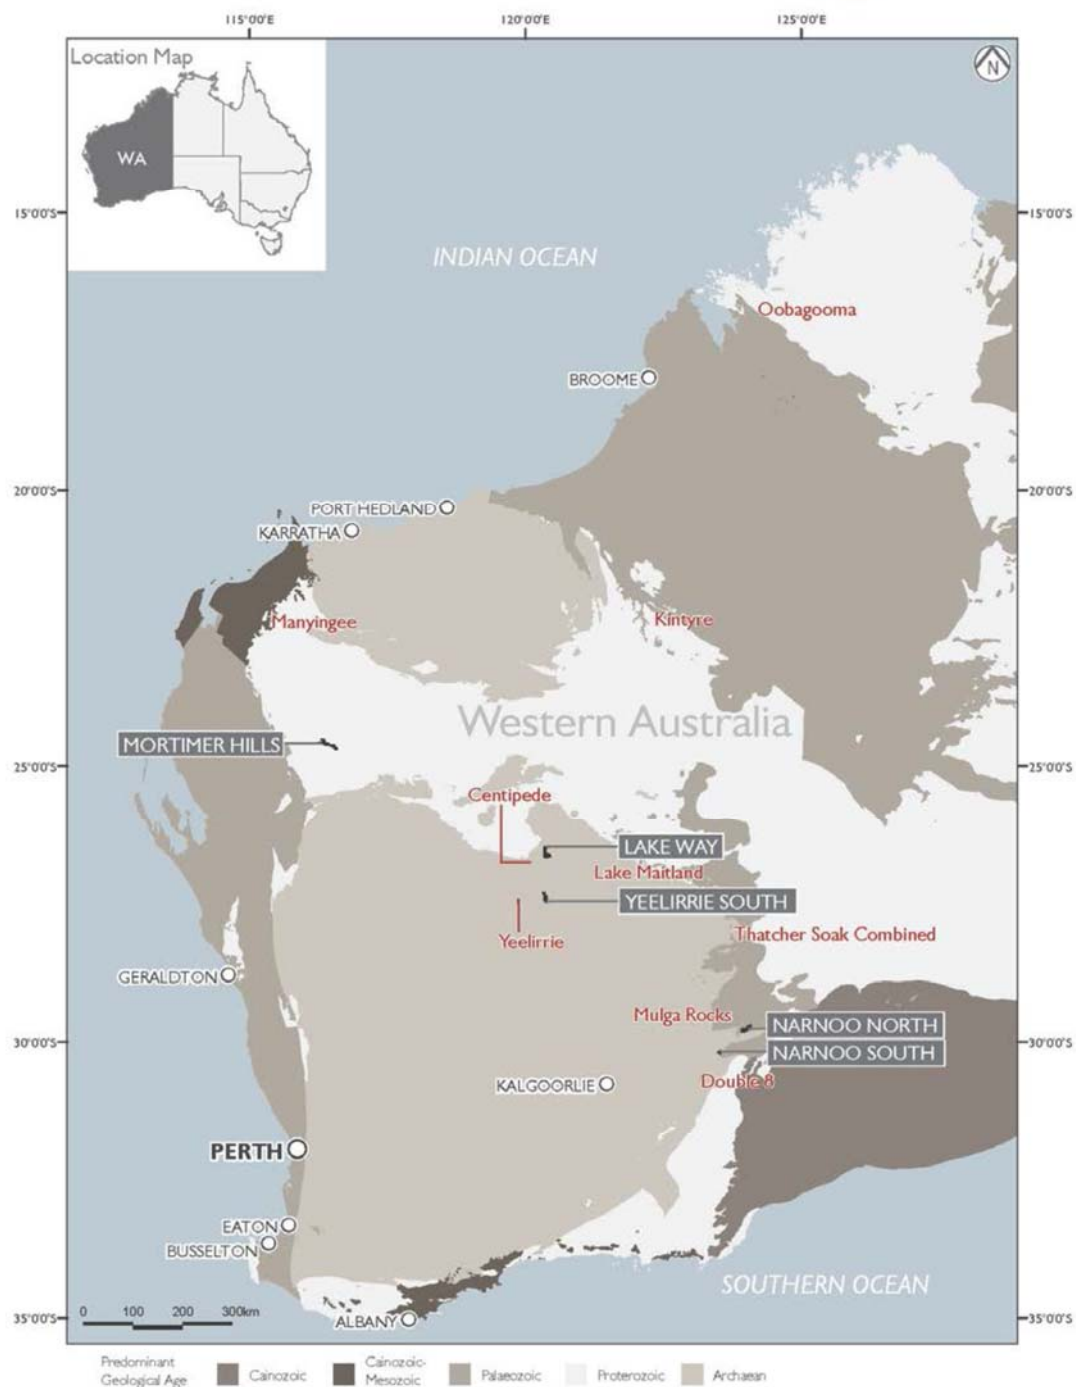 115°00'E 120°00'E 125°00'E
Location Map
N
WA
15°00'S 15°00'S
INDIAN OCEAN
Oobagooma
BROOME
20°00'S 20°00'S
PORT HEDLAND
KARRATHA
Manyingee
Kintyre
Western Australia
MORTIMER HILLS
25°00'S 25°00'S
Centipede
LAKE WAY
Lake Maitland
YEELIRRIE SOUTH
Yeelirrie
Thatcher Soak Combined
GERALDTON
Mulga Rocks
NARNOO NORTH
30°00'S 30°00'S
NARNOO SOUTH
Double 8
KALGOORLIE
PERTH
EATON
BUSSELTON
SOUTHERN OCEAN
0 100 200 300km
ALBANY
35°00'S 35°00'S
Predominant
Geological Age
Cainozoic
Cainozoic-
Mesozoic
Palaeozoic
Proterozoic
Archaean